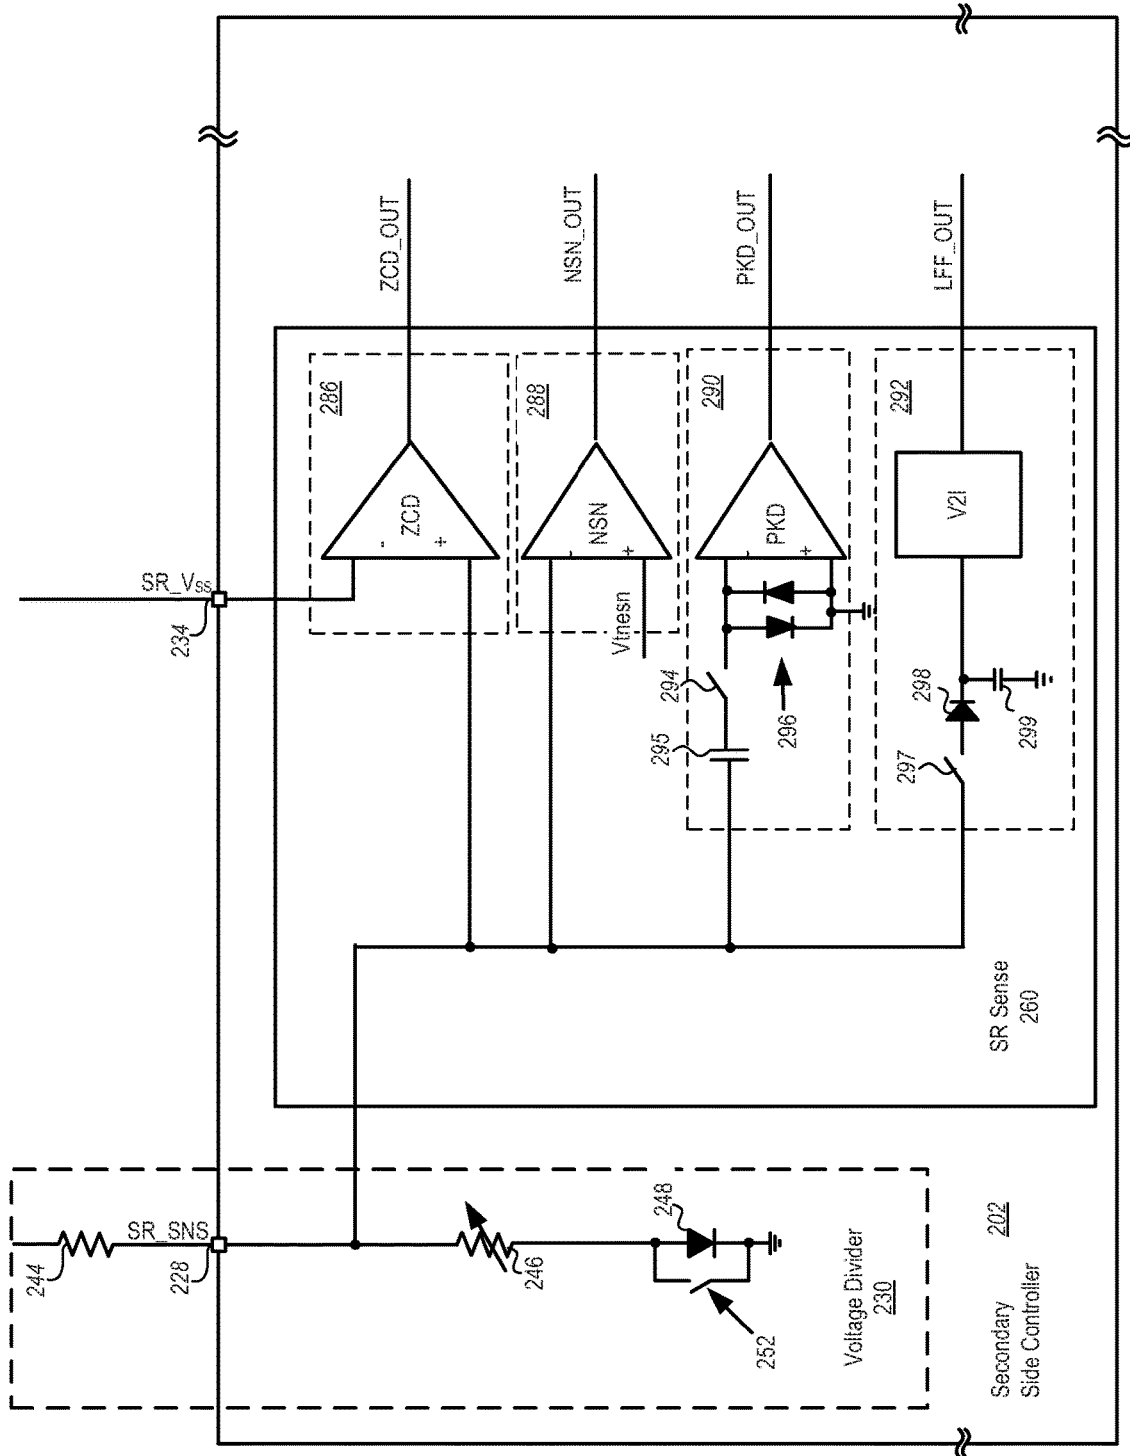 244
SR_SNS
228
246
248
252
Voltage Divider
230
Secondary
Side Controller
202
SR_VSS
234
SR Sense
260
286
-
+
ZCD
ZCD_OUT
288
-
+
NSN
Vtnesn
NSN_OUT
290
294
295
296
-
+
PKD
PKD_OUT
292
297
298
299
V2I
LFF_OUT